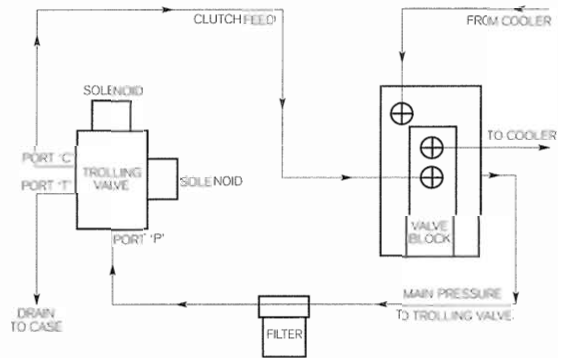 CLUTCH FEED
FROM COOLER
SOLENOID
TO COOLER
PORT 'C'
TROLLING
VALVE
PORT 'T'
SOLENOID
VALVE
BLOCK
PORT 'P'
MAIN PRESSURE
TO TROLLING VALVE
DRAIN
TO CASE
FILTER